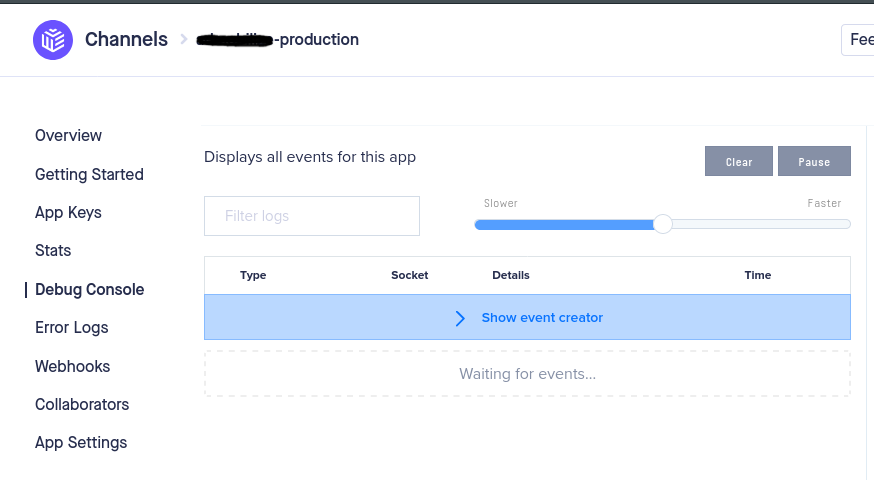 Channels
-production
Fee
Overview
Getting Started
App Keys
Stats
Debug Console
Error Logs
Webhooks
Collaborators
App Settings
Displays all events for this app
Clear Pause
Filter logs
Slower Faster
Type Socket Details Time
Show event creator
Waiting for events...